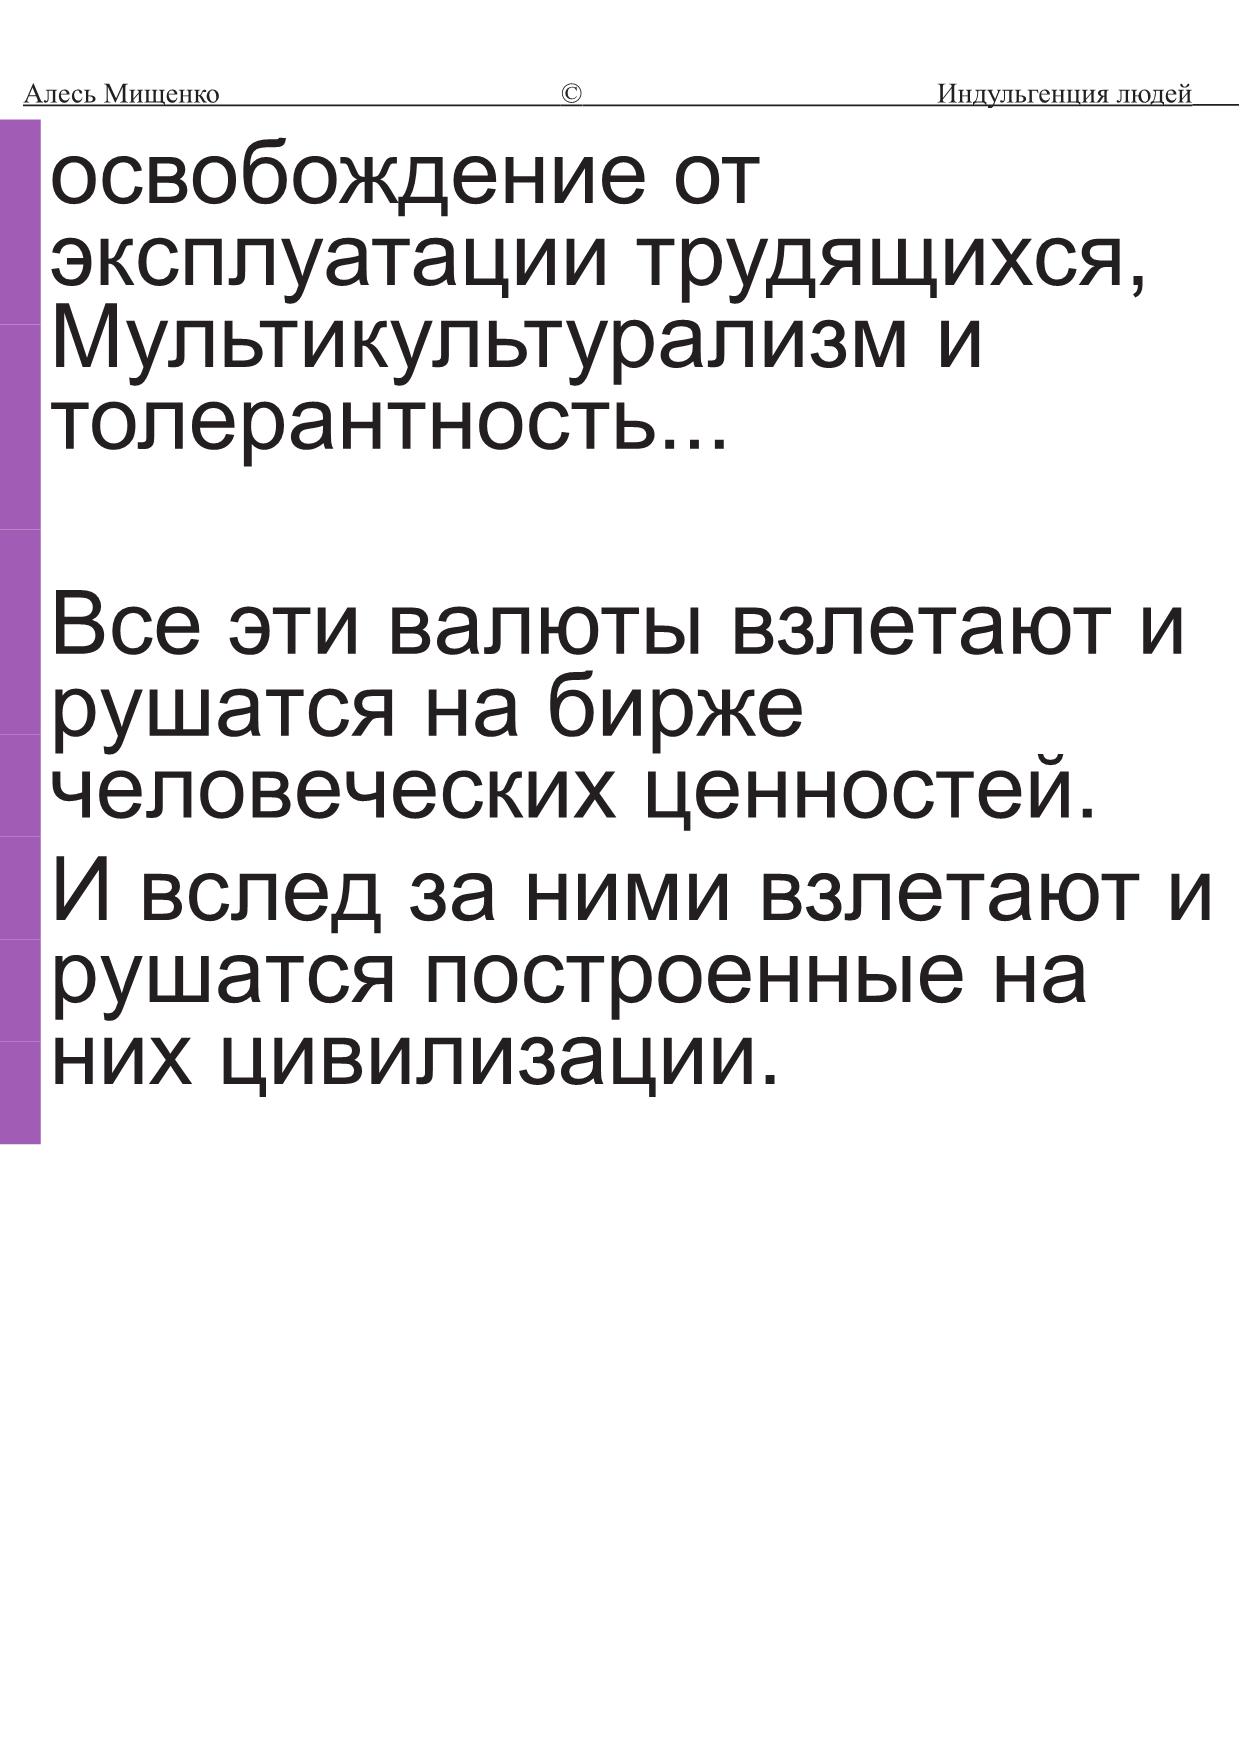 Алесь Мищенко © Индульгенция людей
освобождение от
эксплуатации трудящихся,
Мультикультурализм и
толерантность...
Все эти валюты взлетают и
рушатся на бирже
человеческих ценностей.
И вслед за ними взлетают и
рушатся построенные на
них цивилизации.